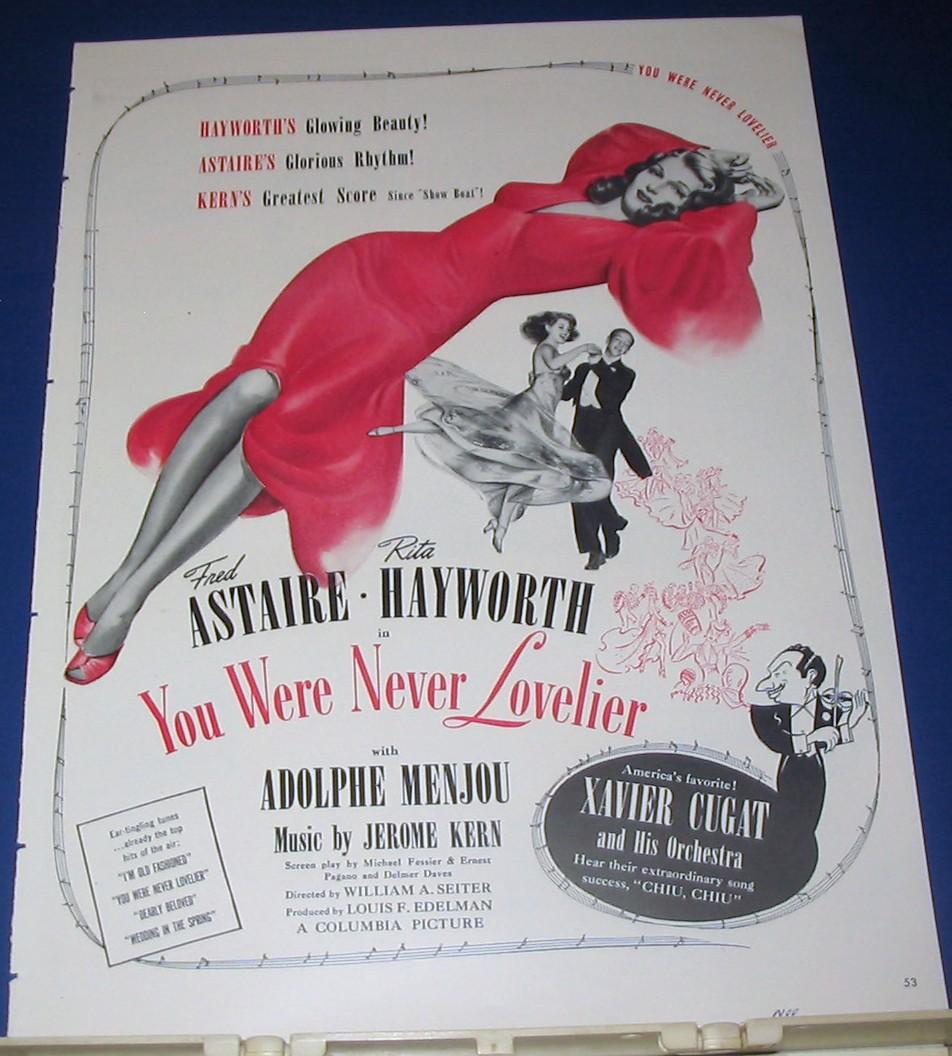 YOU WERE NEVER LOVELIER
HAYWORTH'S Glowing Beauty!
ASTAIRE'S Glorious Rhythm!
KERN'S Greatest Score Since "Show Boat"!
Fred Rita
ASTAIRE · HAYWORTH
in
You Were Never Lovelier
with
ADOLPHE MENJOU
Music by JEROME KERN
Screen play by Michael Fessier & Ernest
Pagano and Delmer Daves
Directed by WILLIAM A. SEITER
Produced by LOUIS F. EDELMAN
A COLUMBIA PICTURE
Ear-tingling tunes
...already the top
hits of the air:
"I'M OLD FASHIONED"
"YOU WERE NEVER LOVELIER"
"DEARLY BELOVED"
"WEDDING IN THE SPRING"
America's favorite!
XAVIER CUGAT
and His Orchestra
Hear their extraordinary song
success, "CHIU, CHIU"
53